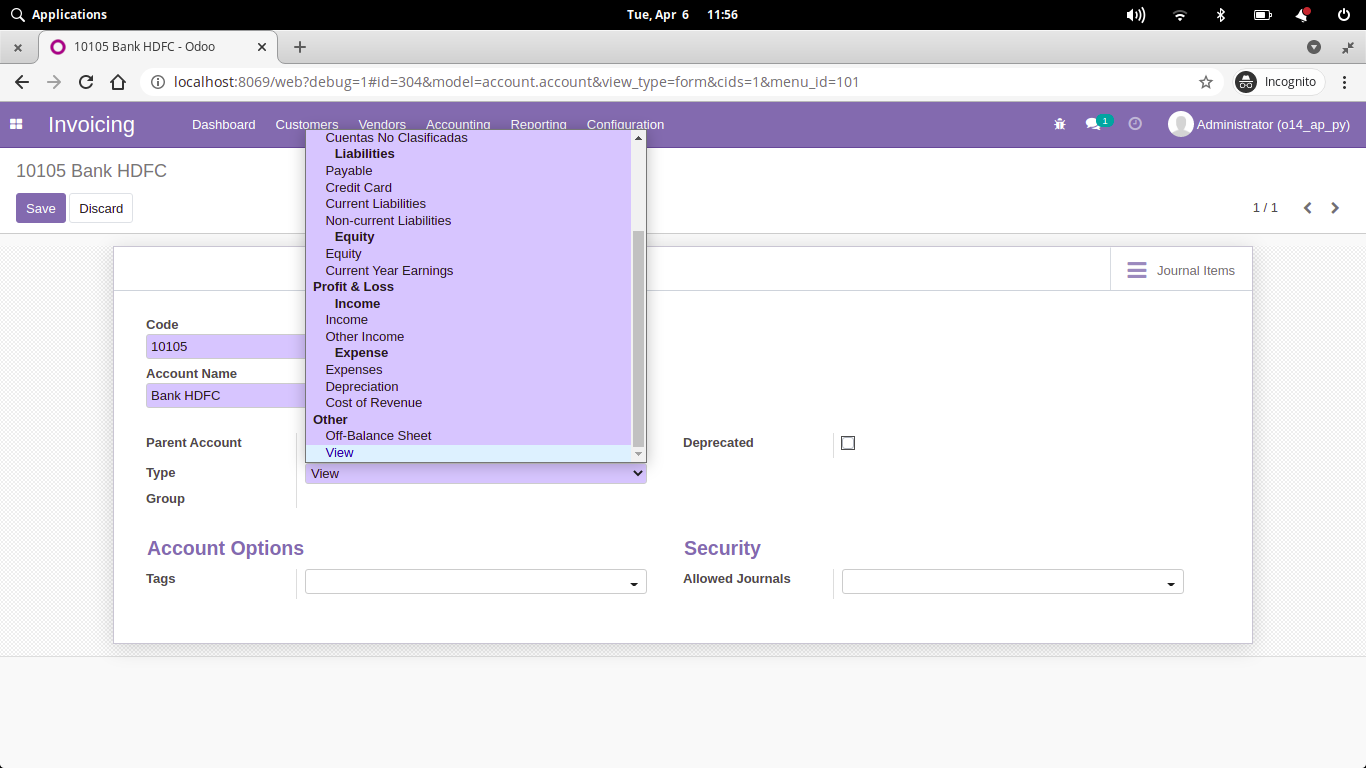 Applications
Tue, Apr 6 11:56
10105 Bank HDFC - Odoo
localhost:8069/web?debug=1#id=304&model=account.account&view_type=form&cids=1&menu_id=101
Incognito
Invoicing
Dashboard Customers Vendors Accounting Reporting Configuration
1
Administrator (o14_ap_py)
10105 Bank HDFC
Save Discard
1 / 1
Journal Items
Code
10105
Account Name
Bank HDFC
Cuentas No Clasificadas
Liabilities
Payable
Credit Card
Current Liabilities
Non-current Liabilities
Equity
Equity
Current Year Earnings
Profit & Loss
Income
Income
Other Income
Expense
Expenses
Depreciation
Cost of Revenue
Other
Off-Balance Sheet
View
Parent Account
Deprecated
Type
View
Group
Account Options
Security
Tags
Allowed Journals